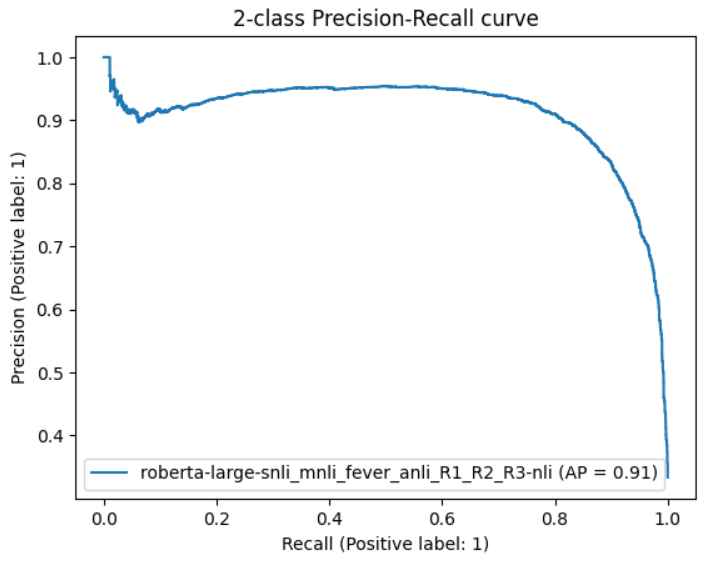 2-class Precision-Recall curve
Precision (Positive label: 1)
1.0
0.9
0.8
0.7
0.6
0.5
0.4
roberta-large-snli_mnli_fever_anli_R1_R2_R3-nli (AP = 0.91)
0.0 0.2 0.4 0.6 0.8 1.0
Recall (Positive label: 1)